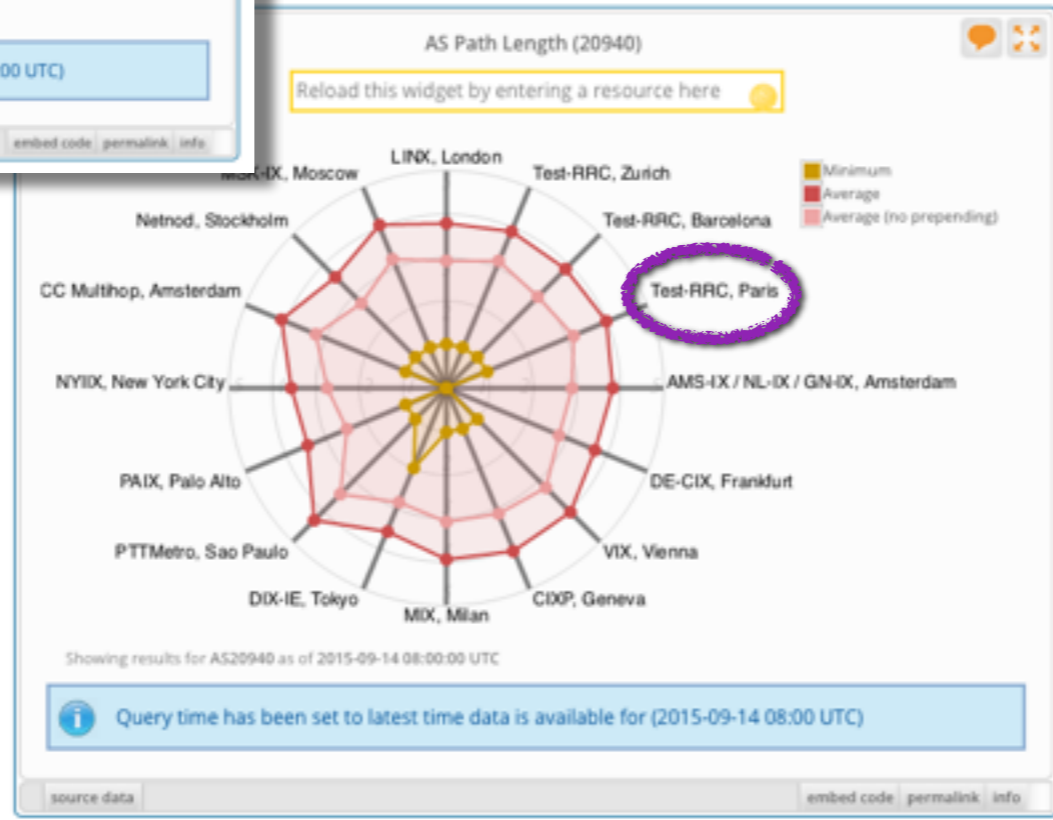 00 UTC)
embed code permalink info
AS Path Length (20940)
Reload this widget by entering a resource here
LINX, London
MSK-IX, Moscow
Test-RRC, Zurich
Netnod, Stockholm
Test-RRC, Barcelona
CC Multihop, Amsterdam
Test-RRC, Paris
NYIIX, New York City
AMS-IX / NL-IX / GN-IX, Amsterdam
PAIX, Palo Alto
DE-CIX, Frankfurt
PTTMetro, Sao Paulo
VIX, Vienna
DIX-IE, Tokyo
CIXP, Geneva
MIX, Milan
Minimum
Average
Average (no prepending)
Showing results for AS20940 as of 2015-09-14 08:00:00 UTC
Query time has been set to latest time data is available for (2015-09-14 08:00 UTC)
source data
embed code permalink info